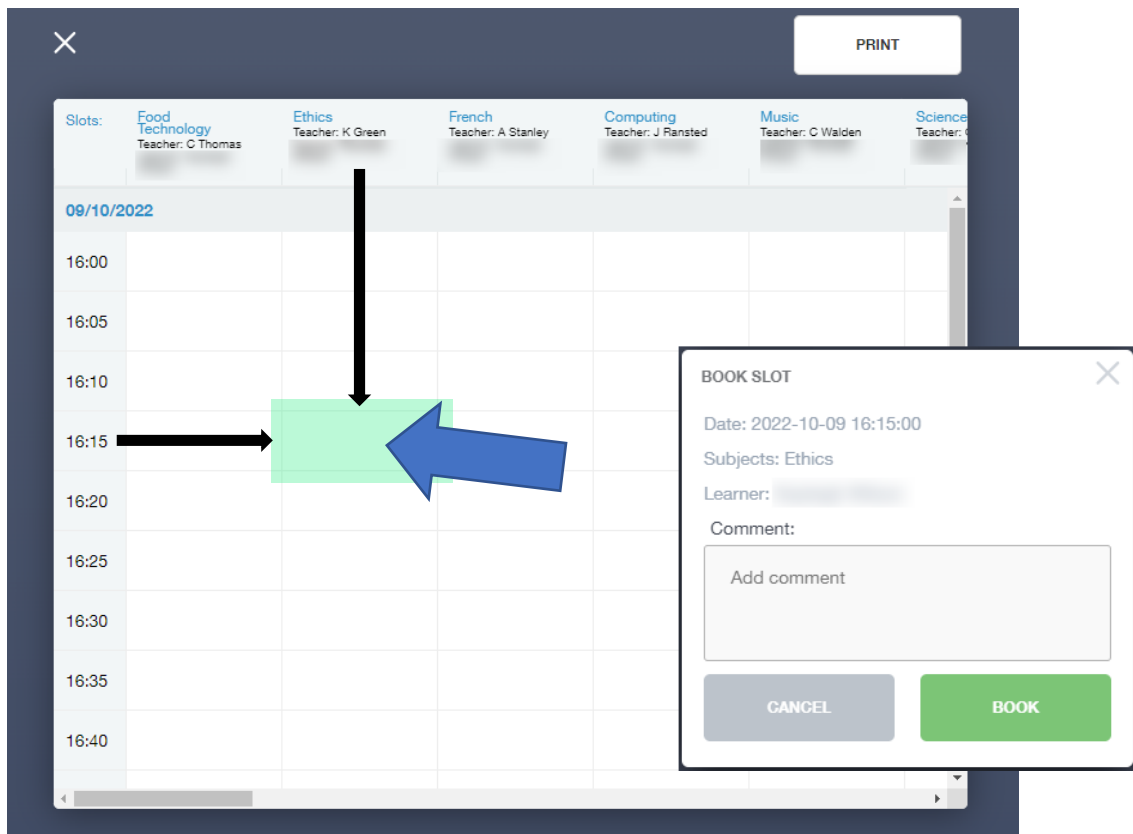 PRINT
Slots:
Food
Technology
Teacher: C Thomas
Ethics
Teacher: K Green
French
Teacher: A Stanley
Computing
Teacher: J Ransted
Music
Teacher: C Walden
Science
Teacher:
09/10/2022
16:00
16:05
16:10
16:15
16:20
16:25
16:30
16:35
16:40
BOOK SLOT
Date: 2022-10-09 16:15:00
Subjects: Ethics
Learner:
Comment:
Add comment
CANCEL
BOOK